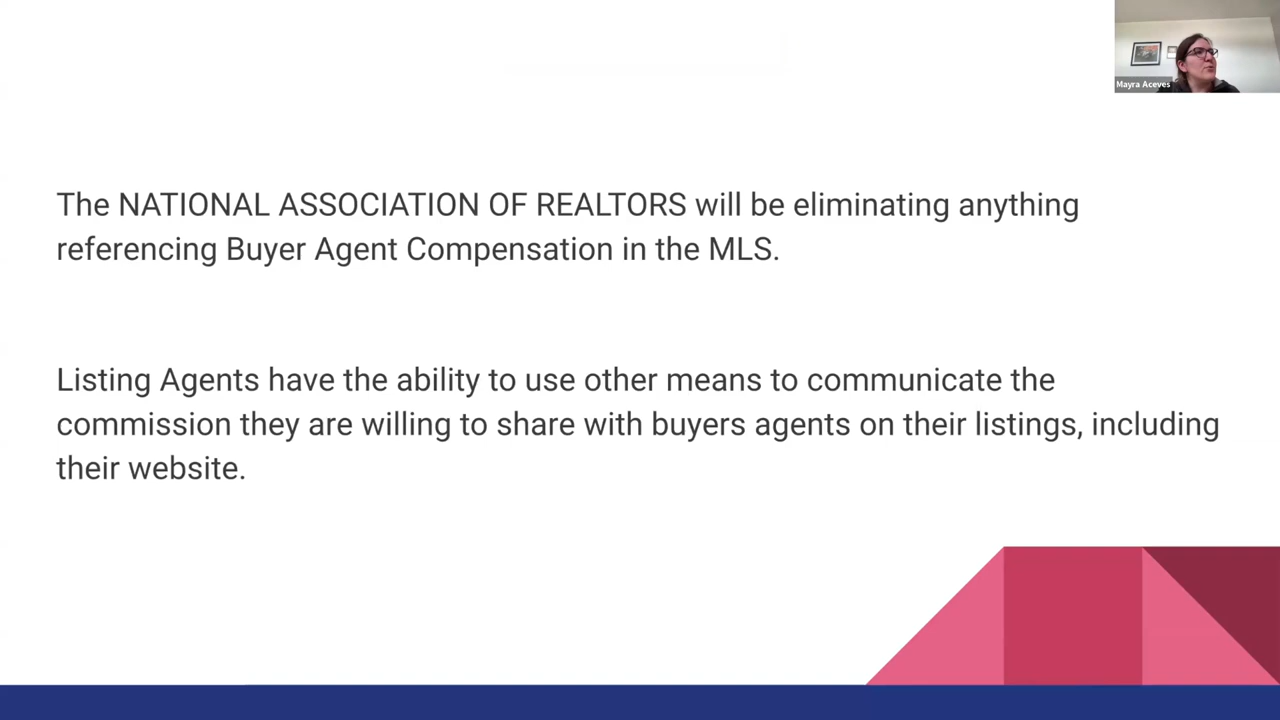 Mayra Aceves
The NATIONAL ASSOCIATION OF REALTORS will be eliminating anything
referencing Buyer Agent Compensation in the MLS.
Listing Agents have the ability to use other means to communicate the
commission they are willing to share with buyers agents on their listings, including
their website.